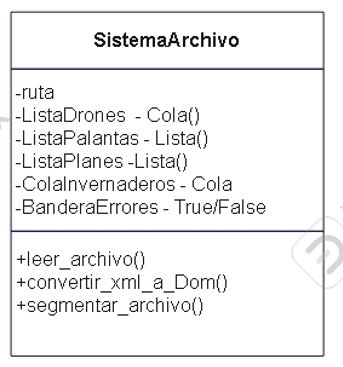 SistemaArchivo
-ruta
-ListaDrones - Cola()
-ListaPalantas - Lista()
-ListaPlanes -Lista()
-ColaInvernaderos - Cola
-BanderaErrores - True/False
+leer_archivo()
+convertir_xml_a_Dom()
+segmentar_archivo()